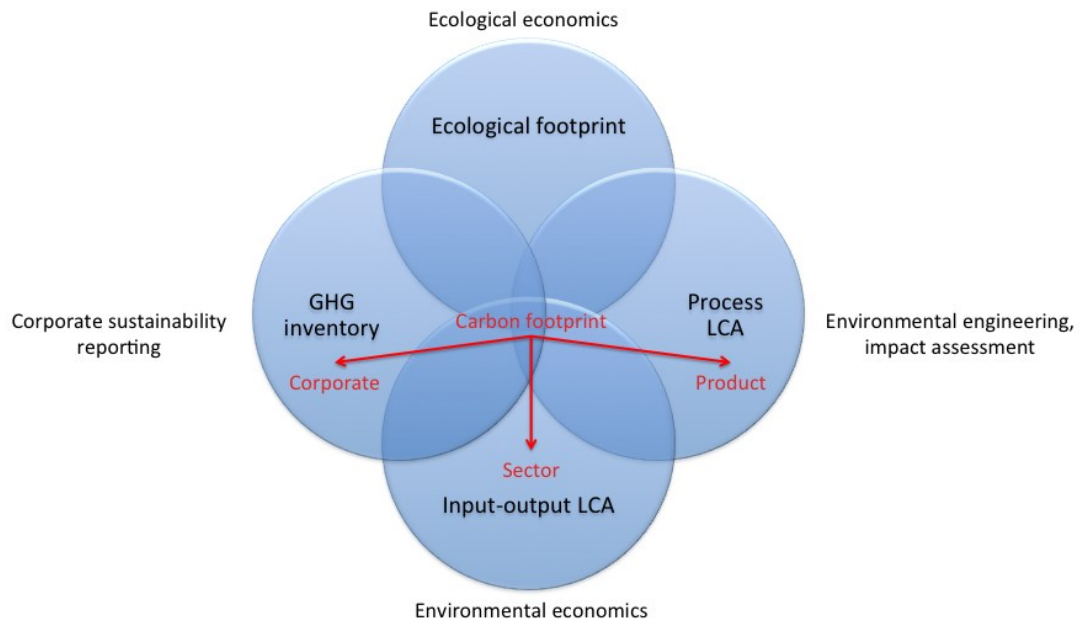 Ecological economics
Ecological footprint
GHG
inventory
Process
LCA
Corporate sustainability
reporting
Carbon footprint
Environmental engineering,
impact assessment
Corporate
Product
Sector
Input-output LCA
Environmental economics